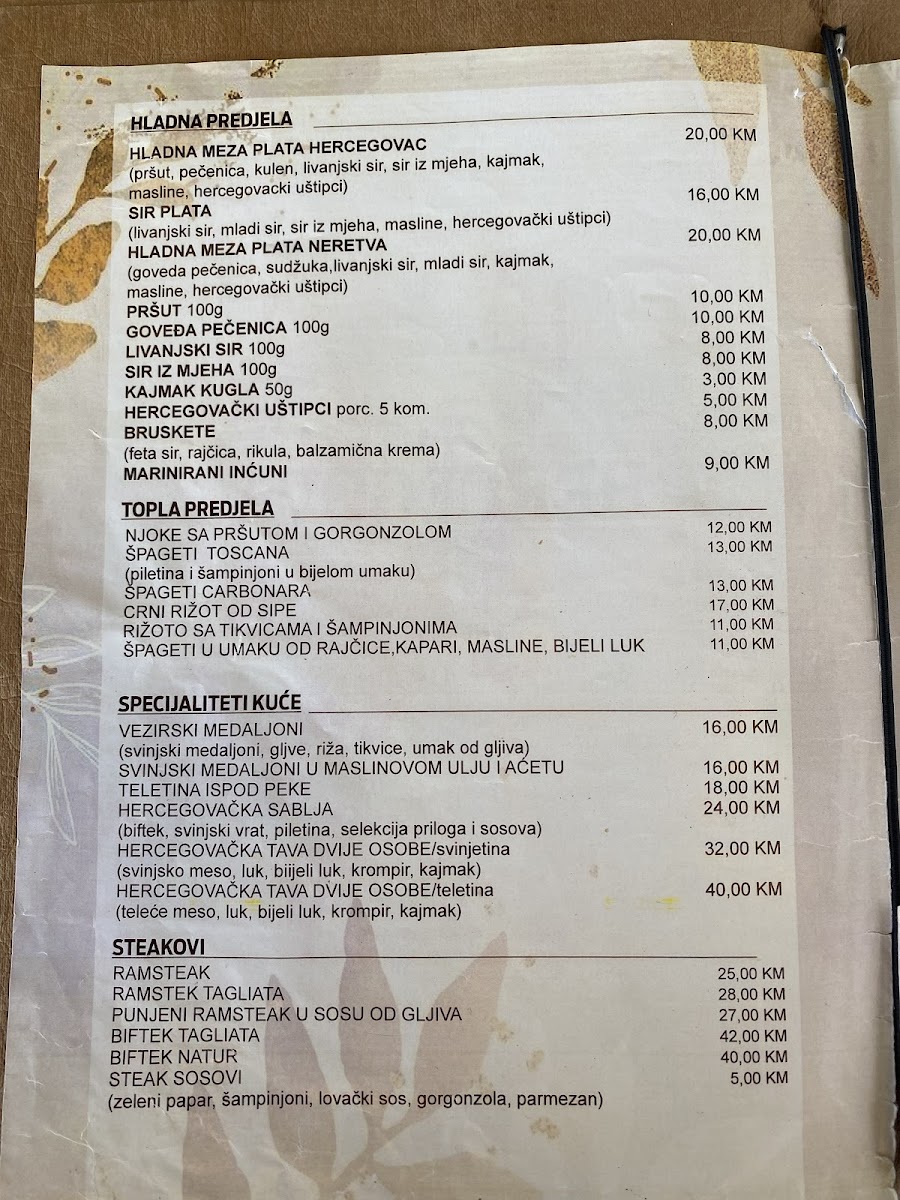 HLADNA PREDJELA
HLADNA MEZA PLATA HERCEGOVAC 20,00 KM
(pršut, pečenica, kulen, livanjski sir, sir iz mjeha, kajmak,
masline, hercegovacki uštipci)
SIR PLATA 16,00 KM
(livanjski sir, mladi sir, sir iz mjeha, masline, hercegovački uštipci)
HLADNA MEZA PLATA NERETVA 20,00 KM
(goveda pečenica, sudžuka,livanjski sir, mladi sir, kajmak,
masline, hercegovački uštipci)
PRŠUT 100g 10,00 KM
GOVEĐA PEČENICA 100g 10,00 KM
LIVANJSKI SIR 100g 8,00 KM
SIR IZ MJEHA 100g 8,00 KM
KAJMAK KUGLA 50g 3,00 KM
HERCEGOVAČKI UŠTIPCI porc. 5 kom. 5,00 KM
BRUSKETE 8,00 KM
(feta sir, rajčica, rikula, balzamična krema)
MARINIRANI INĆUNI 9,00 KM
TOPLA PREDJELA
NJOKE SA PRŠUTOM I GORGONZOLOM 12,00 KM
ŠPAGETI TOSCANA 13,00 KM
(piletina i šampinjoni u bijelom umaku)
ŠPAGETI CARBONARA 13,00 KM
CRNI RIŽOT OD SIPE 17,00 KM
RIŽOTO SA TIKVICAMA I ŠAMPINJONIMA 11,00 KM
ŠPAGETI U UMAKU OD RAJČICE,KAPARI, MASLINE, BIJELI LUK 11,00 KM
SPECIJALITETI KUĆE
VEZIRSKI MEDALJONI 16,00 KM
(svinjski medaljoni, gljve, riža, tikvice, umak od gljiva)
SVINJSKI MEDALJONI U MASLINOVOM ULJU I AĆETU 16,00 KM
TELETINA ISPOD PEKE 18,00 KM
HERCEGOVAČKA SABLJA 24,00 KM
(biftek, svinjski vrat, piletina, selekcija priloga i sosova)
HERCEGOVAČKA TAVA DVIJE OSOBE/svinjetina 32,00 KM
(svinjsko meso, luk, biijeli luk, krompir, kajmak)
HERCEGOVAČKA TAVA DVIJE OSOBE/teletina 40,00 KM
(teleće meso, luk, bijeli luk, krompir, kajmak)
STEAKOVI
RAMSTEAK 25,00 KM
RAMSTEK TAGLIATA 28,00 KM
PUNJENI RAMSTEAK U SOSU OD GLJIVA 27,00 KM
BIFTEK TAGLIATA 42,00 KM
BIFTEK NATUR 40,00 KM
STEAK SOSOVI 5,00 KM
(zeleni papar, šampinjoni, lovački sos, gorgonzola, parmezan)